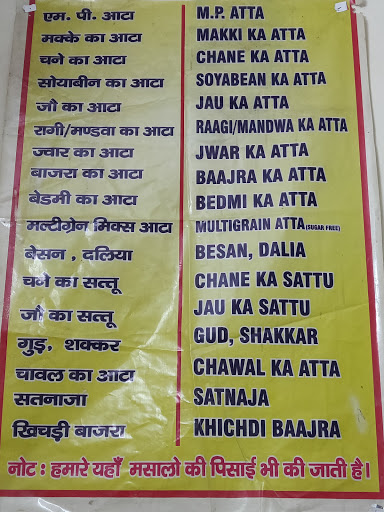 एम. पी. आटा M.P. ATTA
मक्के का आटा MAKKI KA ATTA
चने का आटा CHANE KA ATTA
सोयाबीन का आटा SOYABEAN KA ATTA
जौ का आटा JAU KA ATTA
रागी/मण्डवा का आटा RAAGI/MANDWA KA ATTA
ज्वार का आटा JWAR KA ATTA
बाजरा का आटा BAAJRA KA ATTA
बेडमी का आटा BEDMI KA ATTA
मल्टीग्रेन मिक्स आटा MULTIGRAIN ATTA (SUGAR FREE)
बेसन , दलिया BESAN, DALIA
चने का सत्तू CHANE KA SATTU
जौ का सत्तू JAU KA SATTU
गुड़, शक्कर GUD, SHAKKAR
चावल का आटा CHAWAL KA ATTA
सतनाजा SATNAJA
खिचड़ी बाजरा KHICHDI BAAJRA
नोट : हमारे यहाँ मसालो की पिसाई भी की जाती है।